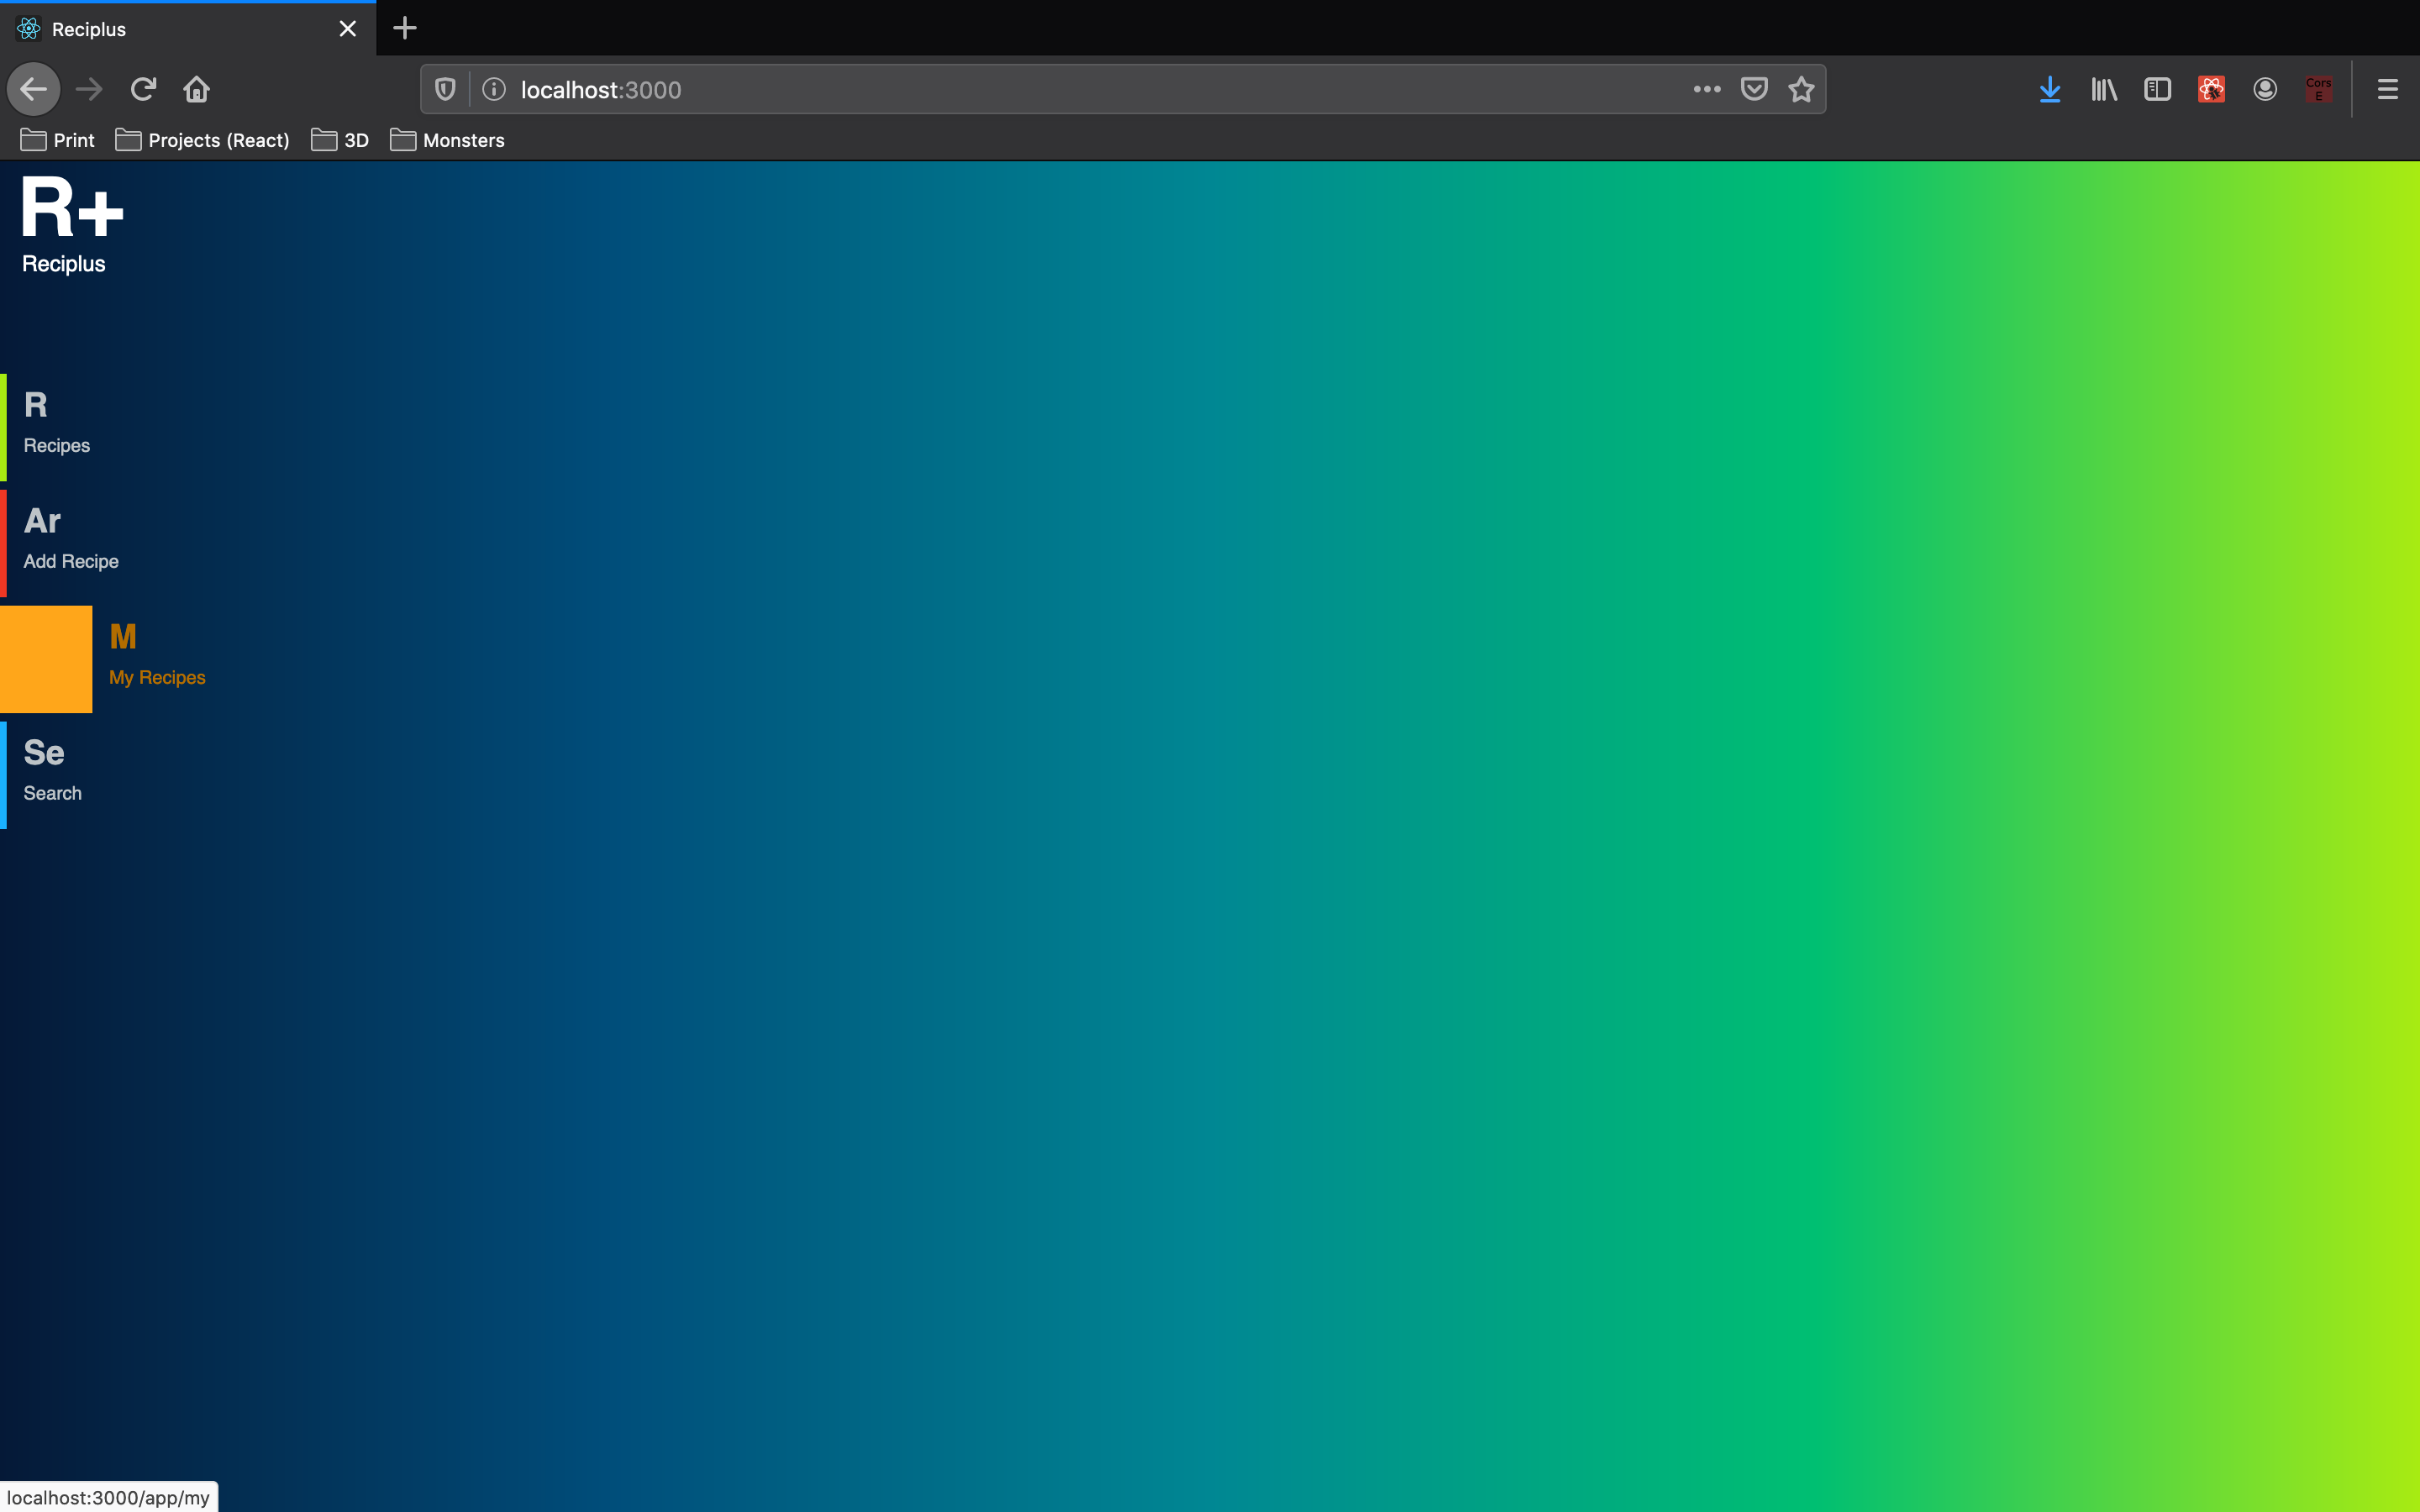 Reciplus
localhost:3000
Cors
E
Print
Projects (React)
3D
Monsters
R+
Reciplus
R
Recipes
Ar
Add Recipe
M
My Recipes
Se
Search
localhost:3000/app/my